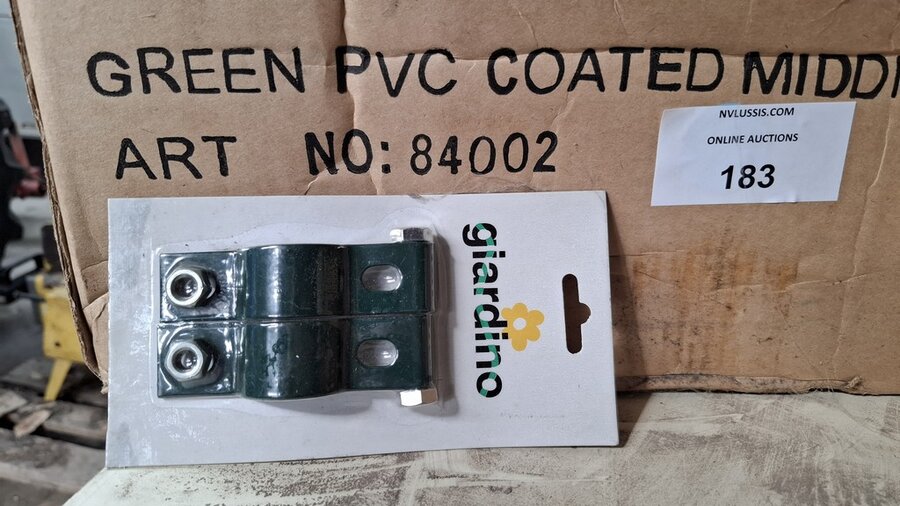 GREEN PVC COATED MIDD
ART NO: 84002
NVLUSSIS.COM
ONLINE AUCTIONS
183
giardino